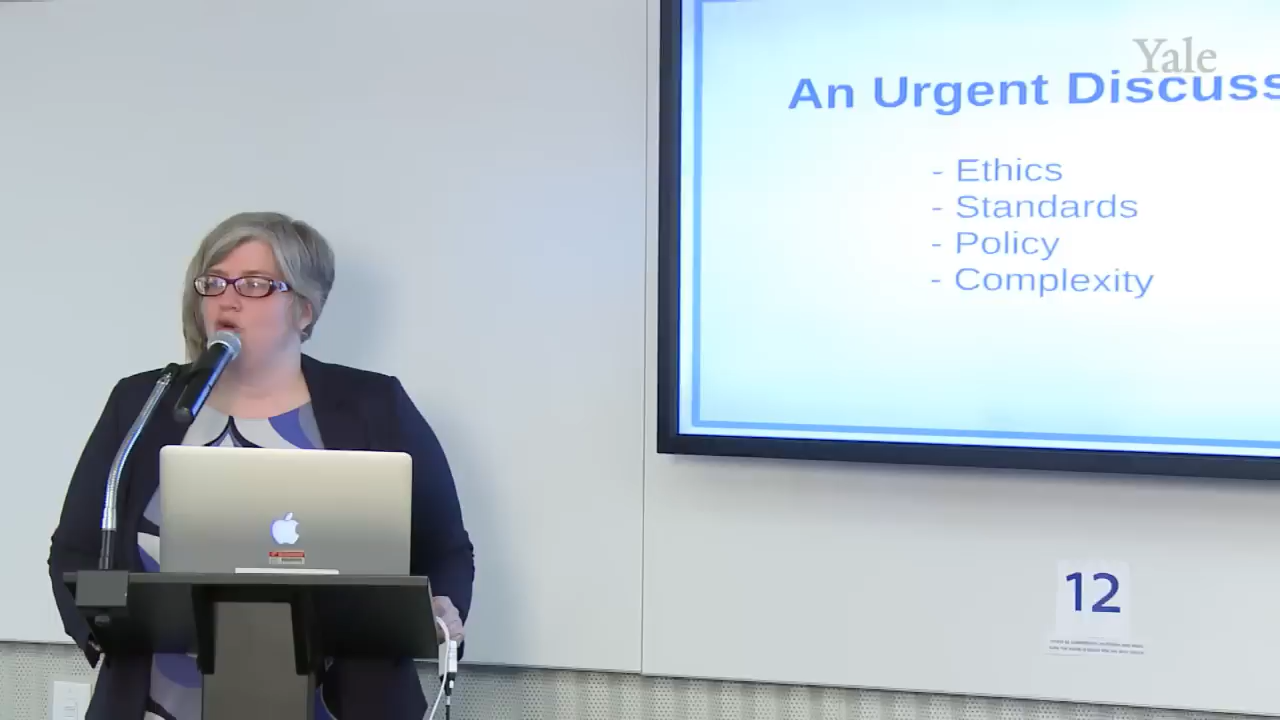 Yale
An Urgent Discuss
- Ethics
- Standards
- Policy
- Complexity
12